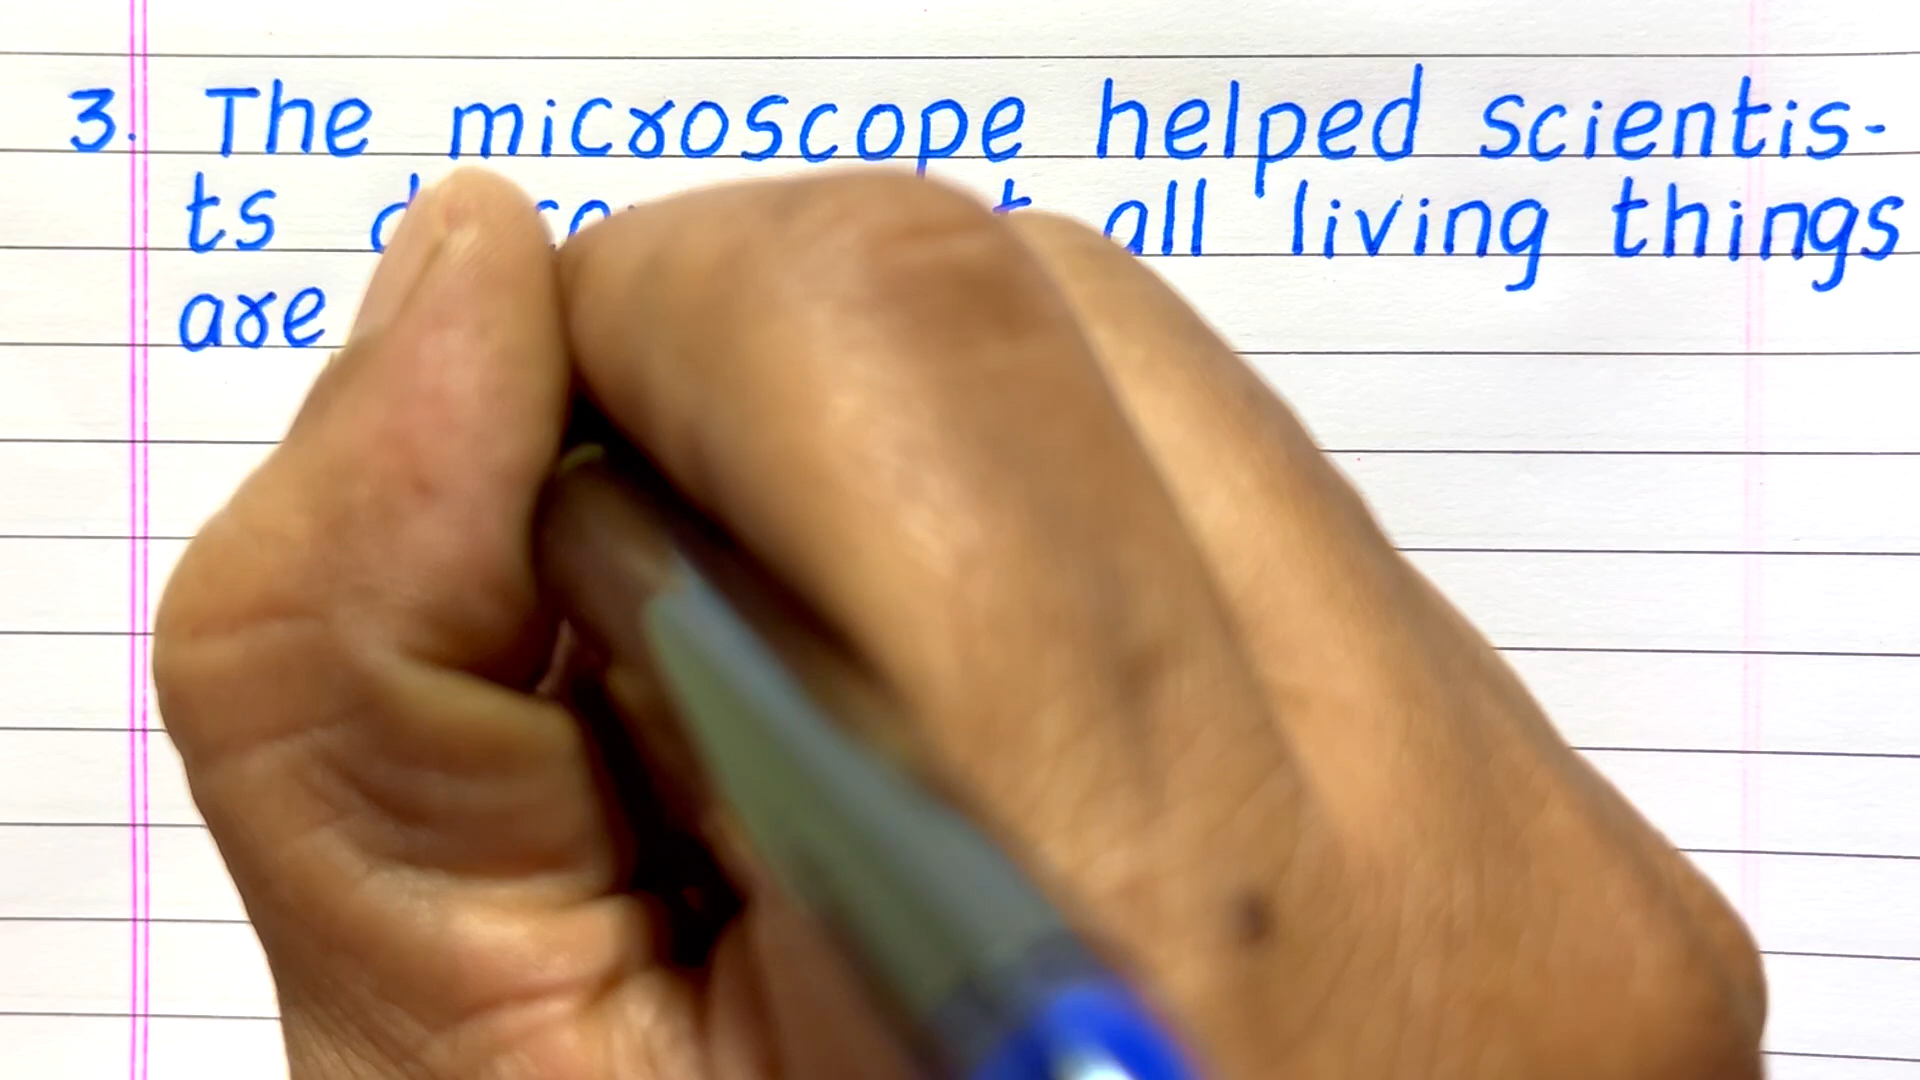 3. The microscope helped scientis-
ts all living things
are